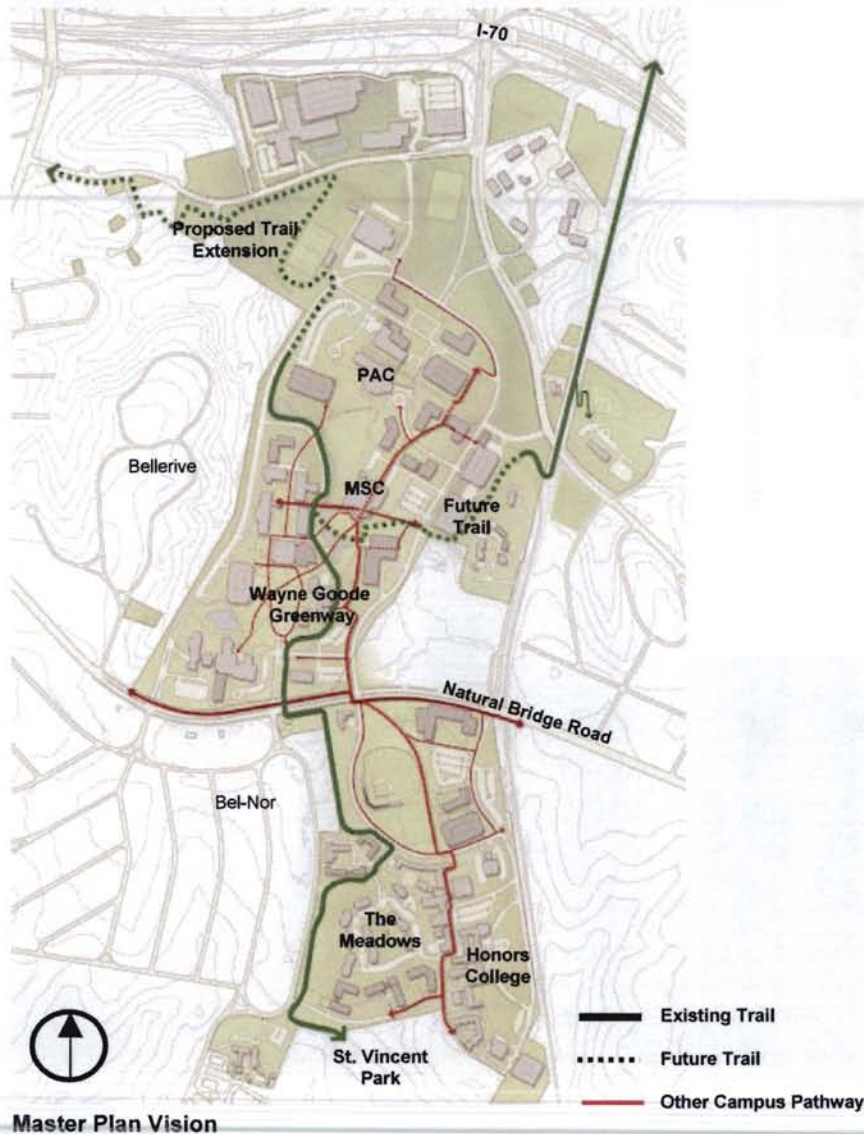 I-70
Proposed Trail
Extension
PAC
Bellerive
MSC
Future
Trail
Wayne Goode
Greenway
Natural Bridge Road
Bel-Nor
The
Meadows
Honors
College
St. Vincent
Park
Existing Trail
Future Trail
Other Campus Pathway
Master Plan Vision